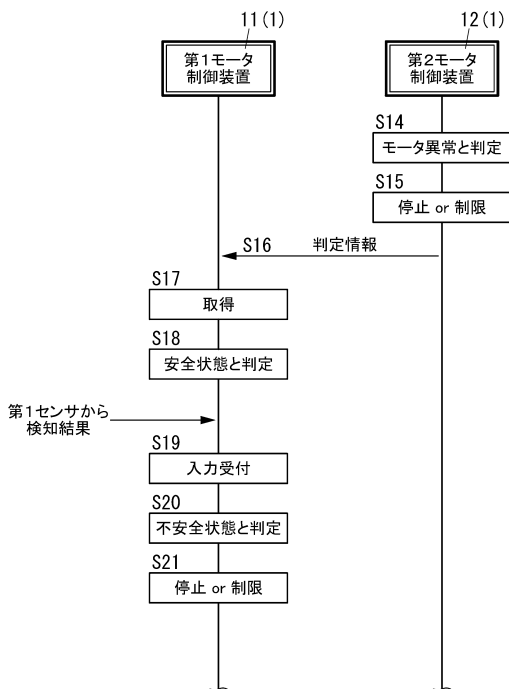 11(1)
12(1)
第1モータ
制御装置
第2モータ
制御装置
S14
モータ異常と判定
S15
停止 or 制限
S16
判定情報
S17
取得
S18
安全状態と判定
第1センサから
検知結果
S19
入力受付
S20
不安全状態と判定
S21
停止 or 制限